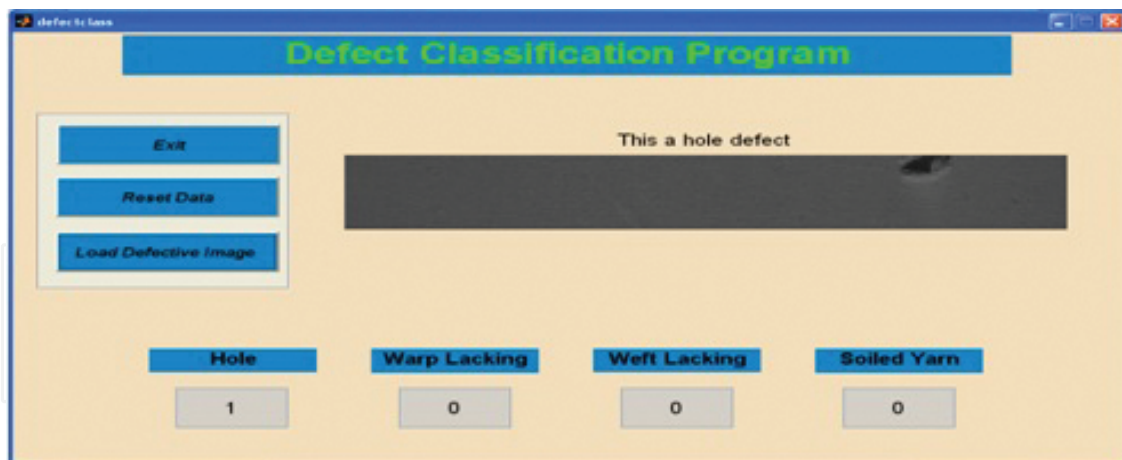 defectclass
Defect Classification Program
Exit
Reset Data
Load Defective Image
This a hole defect
Hole Warp Lacking Weft Lacking Soiled Yarn
1 0 0 0